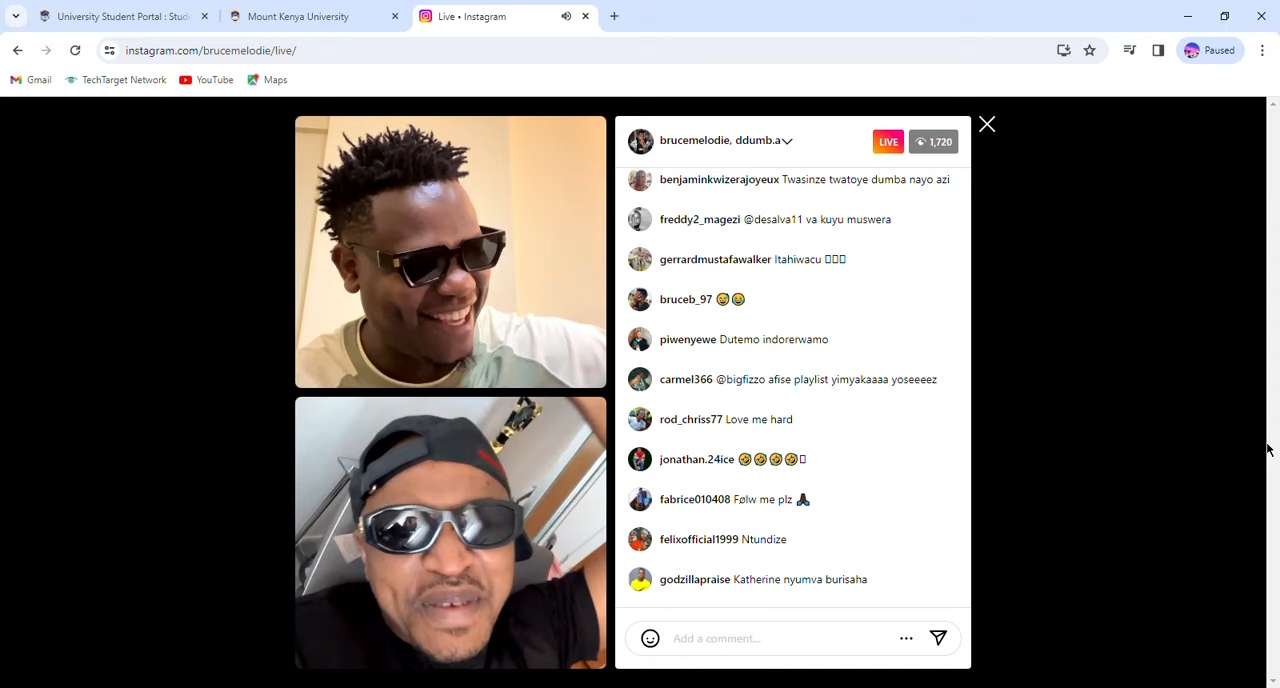 University Student Portal : Stude
Mount Kenya University
Live • Instagram
instagram.com/brucemelodie/live/
Paused
Gmail
TechTarget Network
YouTube
Maps
brucemelodie, ddumb.a
LIVE
1,720
benjaminkwizerajoyeux Twasinze twatoye dumba nayo azi
freddy2_magezi @desalva11 va kuyu muswera
gerrardmustafawalker Itahiwacu
bruceb_97 😅😂
piwenyewe Dutemo indorerwamo
carmel366 @bigfizzo afise playlist yimyakaaaa yoseeeez
rod_chriss77 Love me hard
jonathan.24ice 🤣🤣🤣🤣
fabrice010408 Følw me plz 🙏🏿
felixofficial1999 Ntundize
godzillapraise Katherine nyumva burisaha
Add a comment...